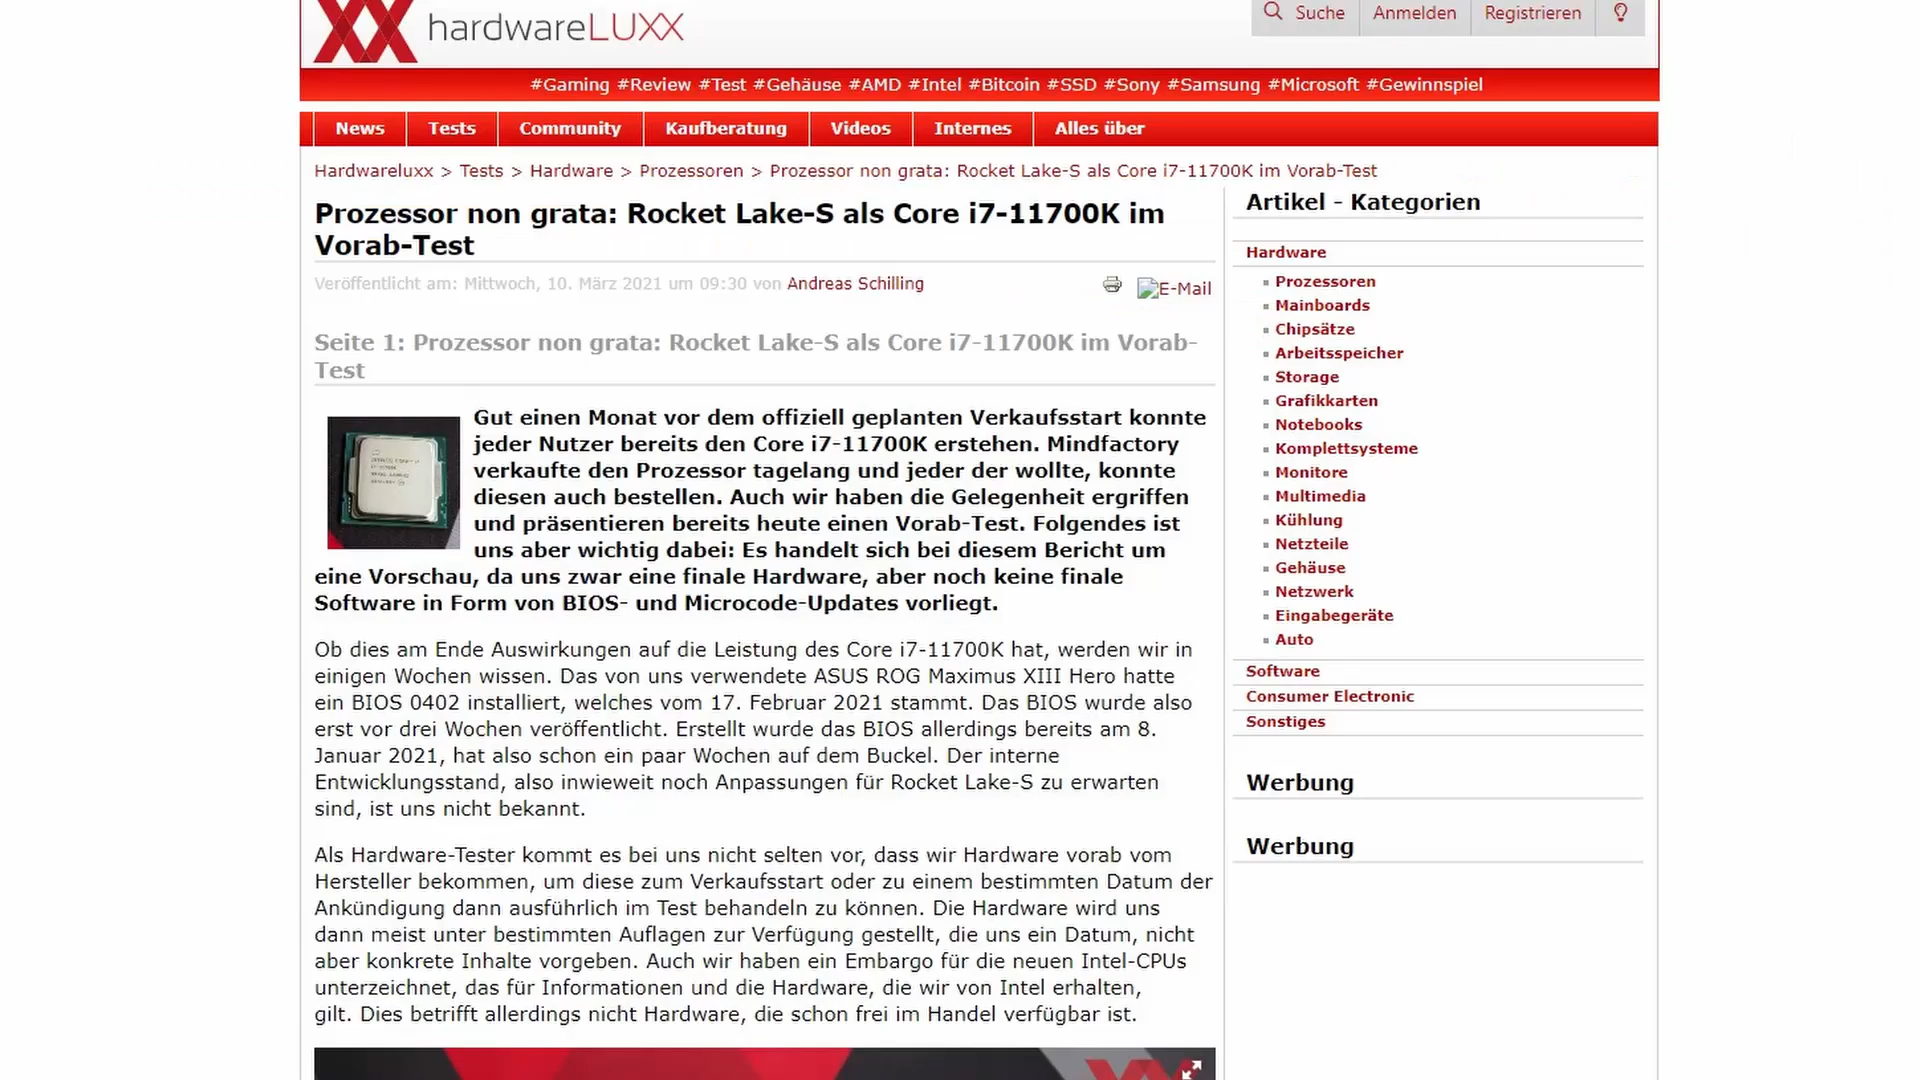 hardwareLUXX
Suche Anmelden Registrieren
#Gaming #Review #Test #Gehäuse #AMD #Intel #Bitcoin #SSD #Sony #Samsung #Microsoft #Gewinnspiel
News Tests Community Kaufberatung Videos Internes Alles über
Hardwareluxx > Tests > Hardware > Prozessoren > Prozessor non grata: Rocket Lake-S als Core i7-11700K im Vorab-Test
Prozessor non grata: Rocket Lake-S als Core i7-11700K im
Vorab-Test
Veröffentlicht am: Mittwoch, 10. März 2021 um 09:30 von Andreas Schilling
E-Mail
Seite 1: Prozessor non grata: Rocket Lake-S als Core i7-11700K im Vorab-
Test
Gut einen Monat vor dem offiziell geplanten Verkaufsstart konnte
jeder Nutzer bereits den Core i7-11700K erstehen. Mindfactory
verkaufte den Prozessor tagelang und jeder der wollte, konnte
diesen auch bestellen. Auch wir haben die Gelegenheit ergriffen
und präsentieren bereits heute einen Vorab-Test. Folgendes ist
uns aber wichtig dabei: Es handelt sich bei diesem Bericht um
eine Vorschau, da uns zwar eine finale Hardware, aber noch keine finale
Software in Form von BIOS- und Microcode-Updates vorliegt.
Ob dies am Ende Auswirkungen auf die Leistung des Core i7-11700K hat, werden wir in
einigen Wochen wissen. Das von uns verwendete ASUS ROG Maximus XIII Hero hatte
ein BIOS 0402 installiert, welches vom 17. Februar 2021 stammt. Das BIOS wurde also
erst vor drei Wochen veröffentlicht. Erstellt wurde das BIOS allerdings bereits am 8.
Januar 2021, hat also schon ein paar Wochen auf dem Buckel. Der interne
Entwicklungsstand, also inwieweit noch Anpassungen für Rocket Lake-S zu erwarten
sind, ist uns nicht bekannt.
Als Hardware-Tester kommt es bei uns nicht selten vor, dass wir Hardware vorab vom
Hersteller bekommen, um diese zum Verkaufsstart oder zu einem bestimmten Datum der
Ankündigung dann ausführlich im Test behandeln zu können. Die Hardware wird uns
dann meist unter bestimmten Auflagen zur Verfügung gestellt, die uns ein Datum, nicht
aber konkrete Inhalte vorgeben. Auch wir haben ein Embargo für die neuen Intel-CPUs
unterzeichnet, das für Informationen und die Hardware, die wir von Intel erhalten,
gilt. Dies betrifft allerdings nicht Hardware, die schon frei im Handel verfügbar ist.
Artikel - Kategorien
Hardware
Prozessoren
Mainboards
Chipsätze
Arbeitsspeicher
Storage
Grafikkarten
Notebooks
Komplettsysteme
Monitore
Multimedia
Kühlung
Netzteile
Gehäuse
Netzwerk
Eingabegeräte
Auto
Software
Consumer Electronic
Sonstiges
Werbung
Werbung